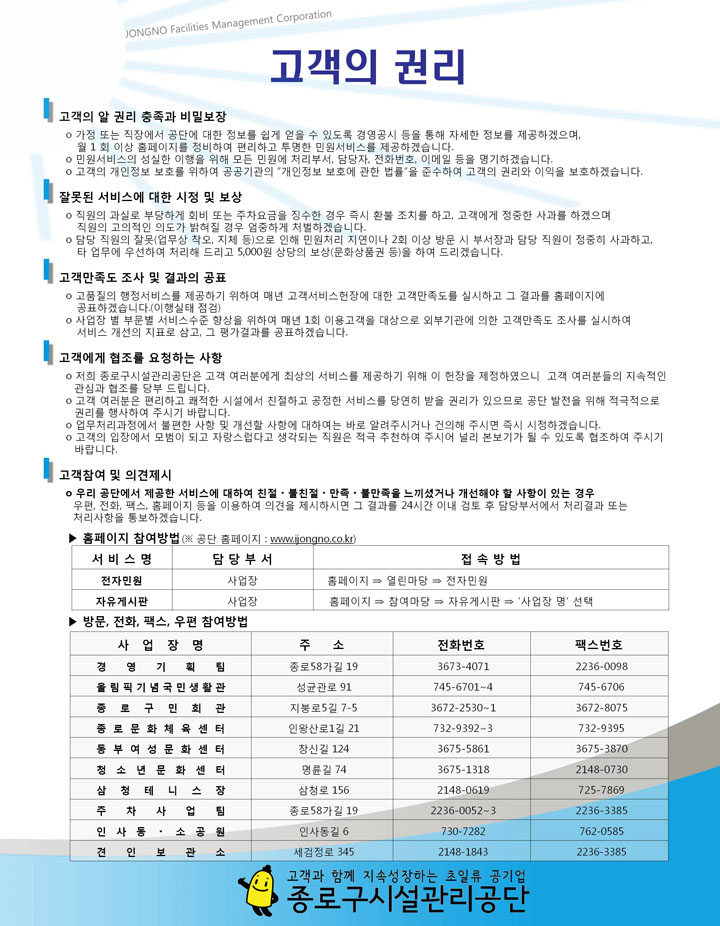 JONGNO Facilities Management Corporation
고객의 권리
고객의 알 권리 충족과 비밀보장
o 가정 또는 직장에서 공단에 대한 정보를 쉽게 얻을 수 있도록 경영공시 등을 통해 자세한 정보를 제공하겠으며,
월 1 회 이상 홈페이지를 정비하여 편리하고 투명한 민원서비스를 제공하겠습니다.
o 민원서비스의 성실한 이행을 위해 모든 민원에 처리부서, 담당자, 전화번호, 이메일 등을 명기하겠습니다.
o 고객의 개인정보 보호를 위하여 공공기관의 "개인정보 보호에 관한 법률"을 준수하여 고객의 권리와 이익을 보호하겠습니다.
잘못된 서비스에 대한 시정 및 보상
o 직원의 과실로 부당하게 회비 또는 주차요금을 징수한 경우 즉시 환불 조치를 하고, 고객에게 정중한 사과를 하겠으며
직원의 고의적인 의도가 밝혀질 경우 엄중하게 처벌하겠습니다.
o 담당 직원의 잘못(업무상 착오, 지체 등)으로 인해 민원처리 지연이나 2회 이상 방문 시 부서장과 담당 직원이 정중히 사과하고,
타 업무에 우선하여 처리해 드리고 5,000원 상당의 보상(문화상품권 등)을 하여 드리겠습니다.
고객만족도 조사 및 결과의 공표
o 고품질의 행정서비스를 제공하기 위하여 매년 고객서비스헌장에 대한 고객만족도를 실시하고 그 결과를 홈페이지에
공표하겠습니다.(이행실태 점검)
o 사업장 별 부문별 서비스수준 향상을 위하여 매년 1회 이용고객을 대상으로 외부기관에 의한 고객만족도 조사를 실시하여
서비스 개선의 지표로 삼고, 그 평가결과를 공표하겠습니다.
고객에게 협조를 요청하는 사항
o 저희 종로구시설관리공단은 고객 여러분에게 최상의 서비스를 제공하기 위해 이 헌장을 제정하였으니 고객 여러분들의 지속적인
관심과 협조를 당부 드립니다.
o 고객 여러분은 편리하고 쾌적한 시설에서 친절하고 공정한 서비스를 당연히 받을 권리가 있으므로 공단 발전을 위해 적극적으로
권리를 행사하여 주시기 바랍니다.
o 업무처리과정에서 불편한 사항 및 개선할 사항에 대하여는 바로 알려주시거나 건의해 주시면 즉시 시정하겠습니다.
o 고객의 입장에서 모범이 되고 자랑스럽다고 생각되는 직원은 적극 추천하여 주시어 널리 본보기가 될 수 있도록 협조하여 주시기
바랍니다.
고객참여 및 의견제시
o 우리 공단에서 제공한 서비스에 대하여 친절·불친절·만족·불만족을 느끼셨거나 개선해야 할 사항이 있는 경우
우편, 전화, 팩스, 홈페이지 등을 이용하여 의견을 제시하시면 그 결과를 24시간 이내 검토 후 담당부서에서 처리결과 또는
처리사항을 통보하겠습니다.
▶ 홈페이지 참여방법(※ 공단 홈페이지 : www.ijongno.co.kr)
서 비 스 명 담 당 부 서 접 속 방 법
전자민원 사업장 홈페이지 ⇒ 열린마당 ⇒ 전자민원
자유게시판 사업장 홈페이지 ⇒ 참여마당 ⇒ 자유게시판 ⇒ '사업장 명' 선택
▶ 방문, 전화, 팩스, 우편 참여방법
사 업 장 명 주 소 전화번호 팩스번호
경 영 기 획 팀 종로58가길 19 3673-4071 2236-0098
올림픽기념국민생활관 성균관로 91 745-6701~4 745-6706
종 로 구 민 회 관 지봉로5길 7-5 3672-2530~1 3672-8075
종로문화체육센터 인왕산로1길 21 732-9392~3 732-9395
동부여성문화센터 창신길 124 3675-5861 3675-3870
청소년문화센터 명륜길 74 3675-1318 2148-0730
삼 청 테 니 스 장 삼청로 156 2148-0619 725-7869
주 차 사 업 팀 종로58가길 19 2236-0052~3 2236-3385
인 사 동 · 소 공 원 인사동길 6 730-7282 762-0585
견 인 보 관 소 세검정로 345 2148-1843 2236-3385
고객과 함께 지속성장하는 초일류 공기업
종로구시설관리공단